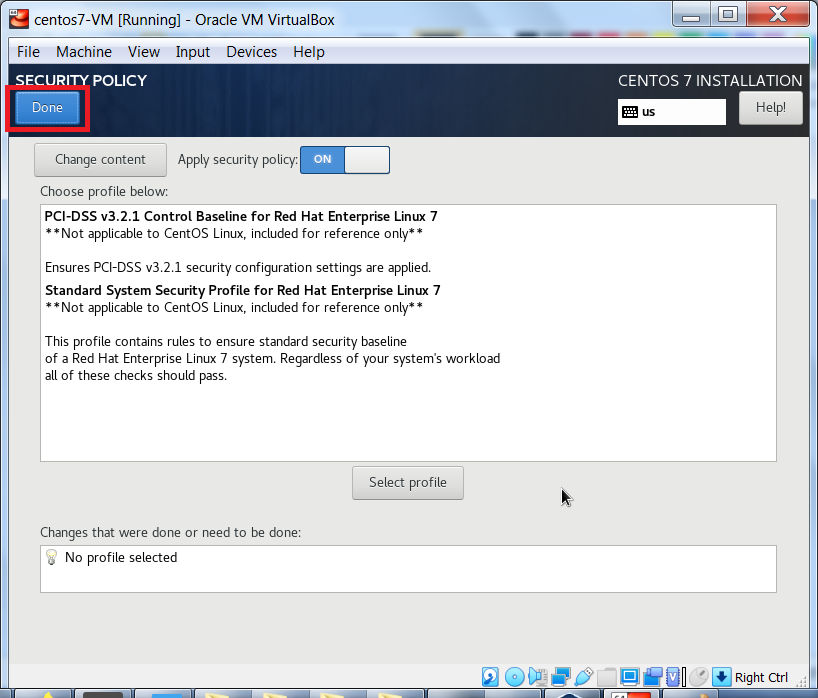 centos7-VM [Running] - Oracle VM VirtualBox
File Machine View Input Devices Help
SECURITY POLICY
CENTOS 7 INSTALLATION
Done
us
Help!
Change content
Apply security policy:
ON
Choose profile below:
PCI-DSS v3.2.1 Control Baseline for Red Hat Enterprise Linux 7
**Not applicable to CentOS Linux, included for reference only**
Ensures PCI-DSS v3.2.1 security configuration settings are applied.
Standard System Security Profile for Red Hat Enterprise Linux 7
**Not applicable to CentOS Linux, included for reference only**
This profile contains rules to ensure standard security baseline
of a Red Hat Enterprise Linux 7 system. Regardless of your system's workload
all of these checks should pass.
Select profile
Changes that were done or need to be done:
No profile selected
Right Ctrl